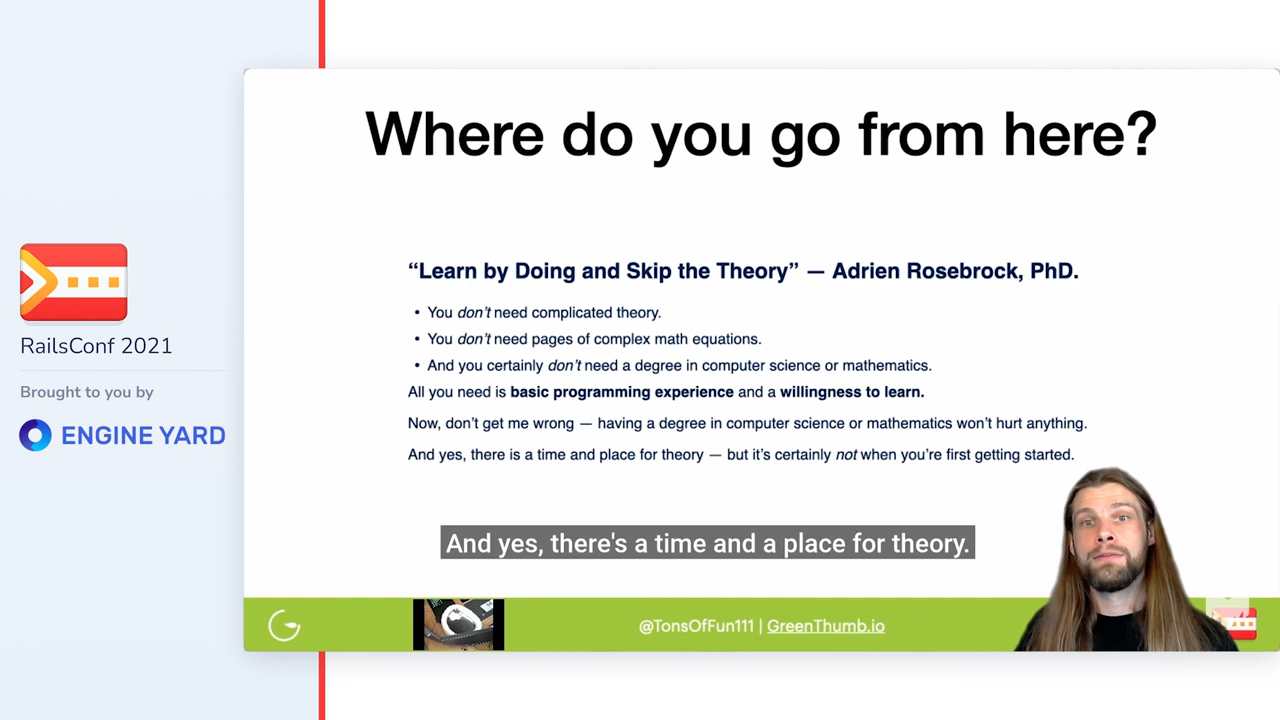 Where do you go from here?
“Learn by Doing and Skip the Theory” — Adrien Rosebrock, PhD.
• You don’t need complicated theory.
• You don’t need pages of complex math equations.
• And you certainly don’t need a degree in computer science or mathematics.
All you need is basic programming experience and a willingness to learn.
Now, don’t get me wrong — having a degree in computer science or mathematics won’t hurt anything.
And yes, there is a time and place for theory — but it’s certainly not when you’re first getting started.
And yes, there's a time and a place for theory.
@TonsOfFun111 | GreenThumb.io
RailsConf 2021
Brought to you by
ENGINE YARD